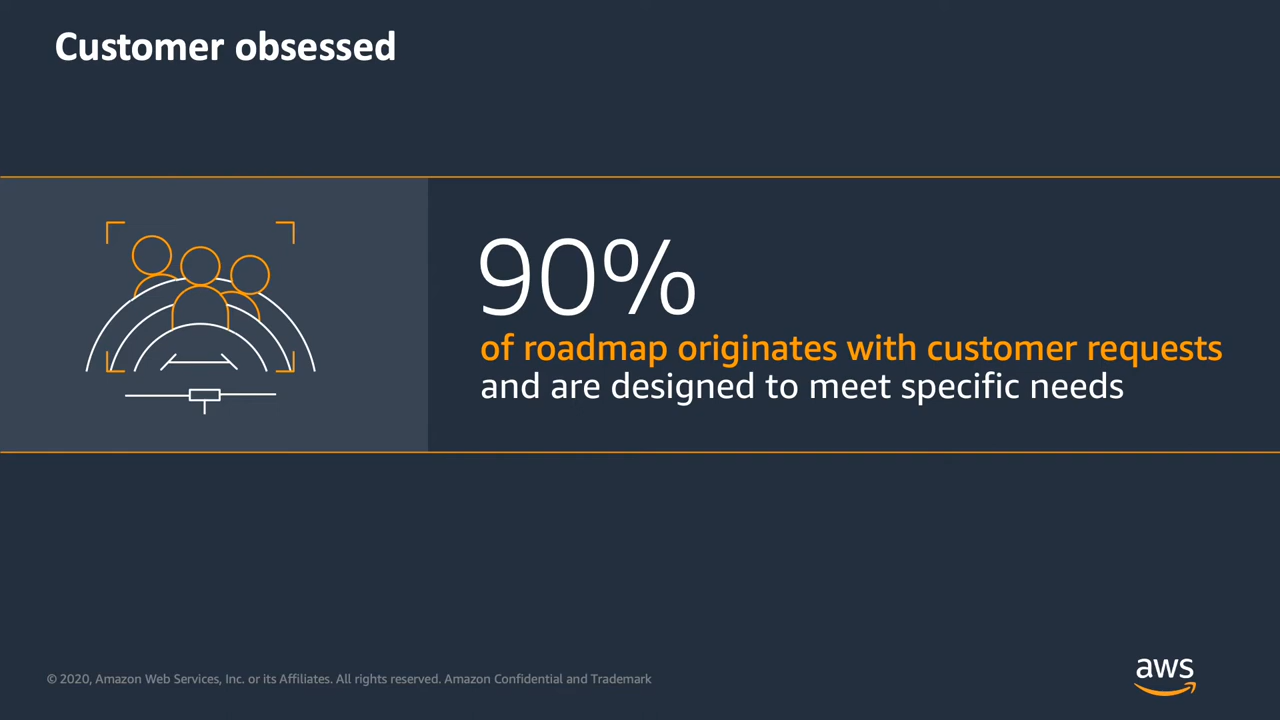 Customer obsessed
90%
of roadmap originates with customer requests
and are designed to meet specific needs
© 2020, Amazon Web Services, Inc. or its Affiliates. All rights reserved. Amazon Confidential and Trademark
aws